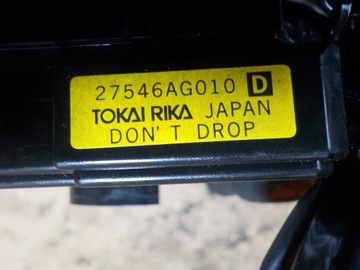 27546AG010 D
TOKAI RIKA JAPAN
DON'T DROP